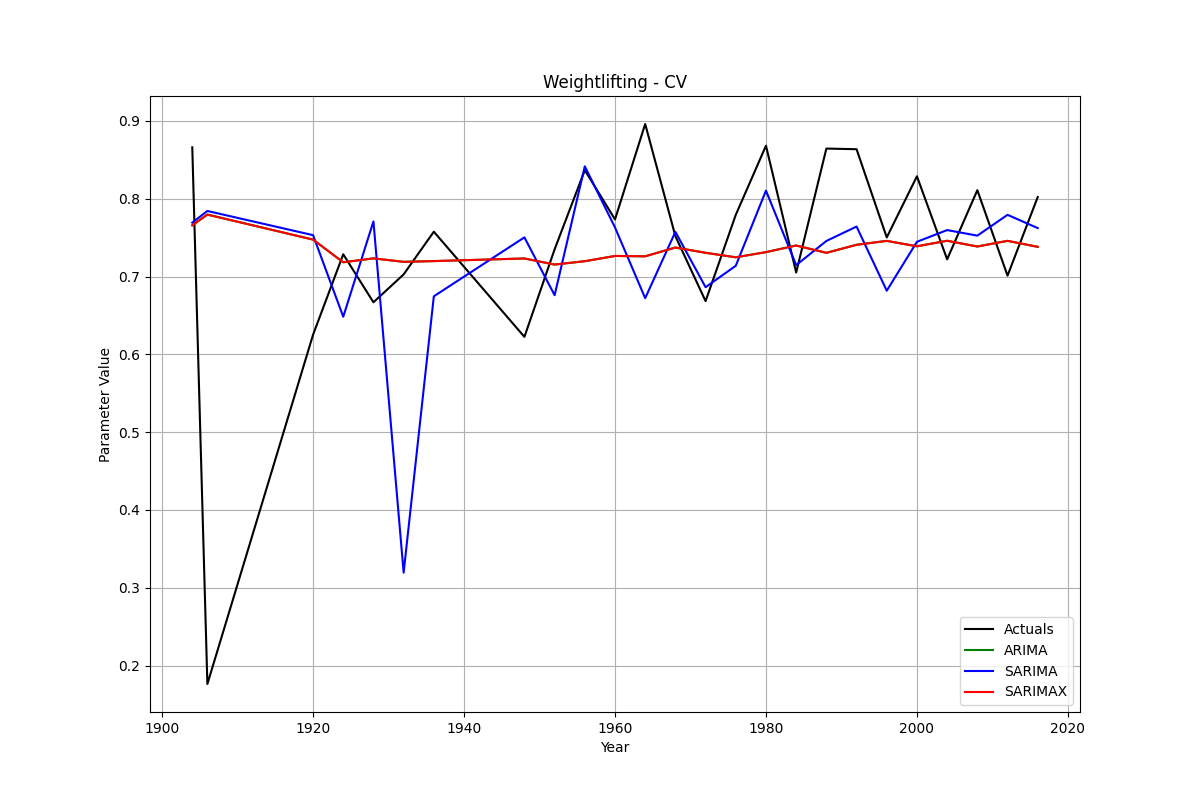 Weightlifting - CV
Parameter Value
0.9
0.8
0.7
0.6
0.5
0.4
0.3
0.2
Actuals
ARIMA
SARIMA
SARIMAX
1900 1920 1940 1960 1980 2000 2020
Year